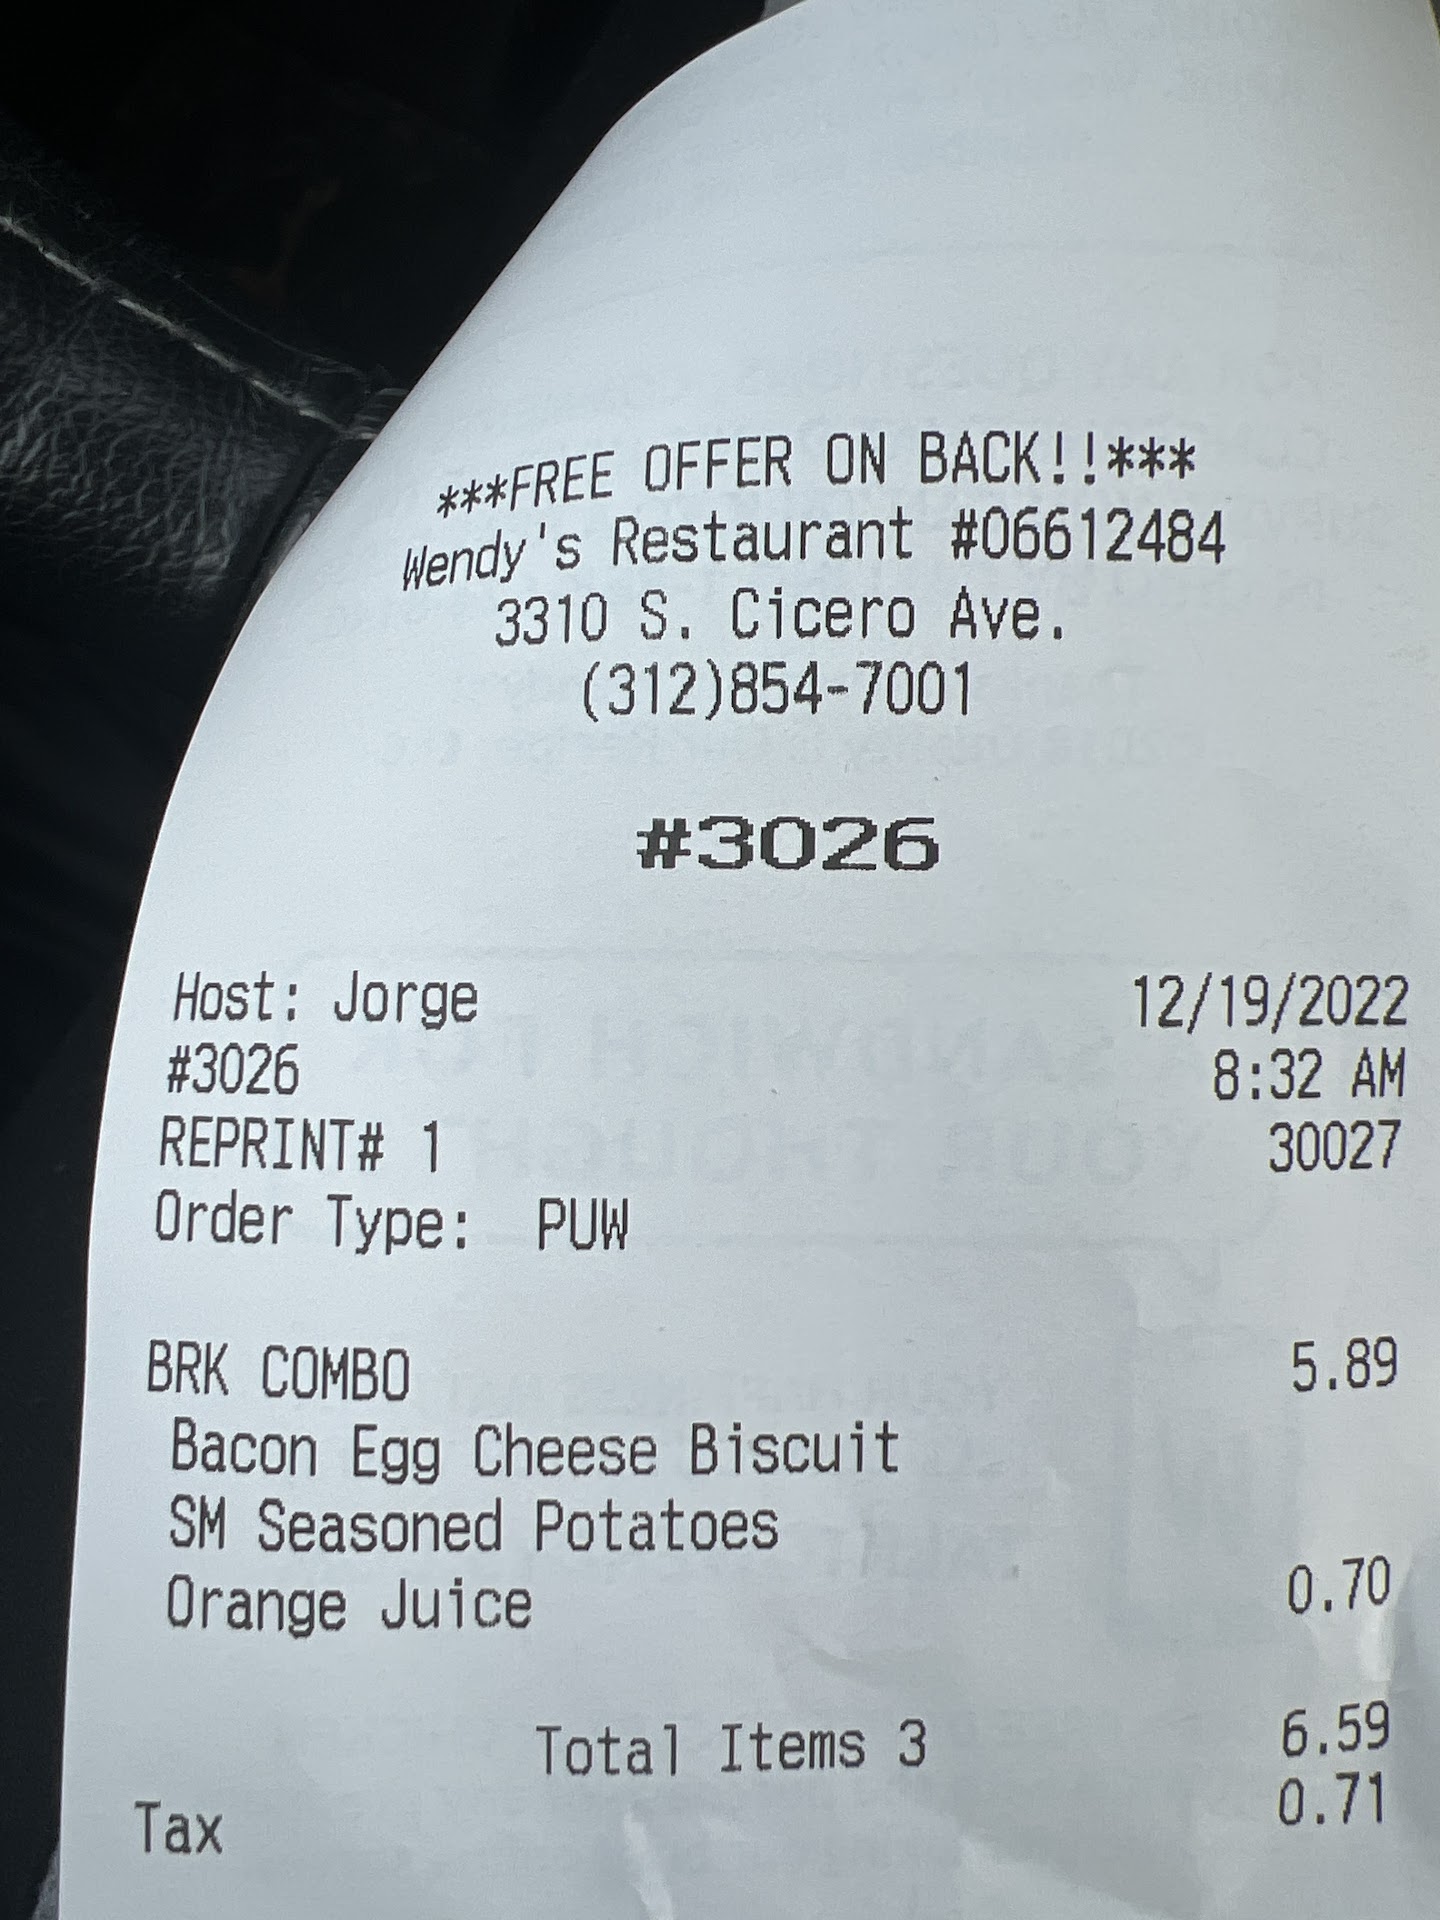 ***FREE OFFER ON BACK!!***
Wendy's Restaurant #06612484
3310 S. Cicero Ave.
(312)854-7001
#3026
Host: Jorge 12/19/2022
#3026 8:32 AM
REPRINT# 1 30027
Order Type: PUW
BRK COMBO 5.89
Bacon Egg Cheese Biscuit
SM Seasoned Potatoes
Orange Juice 0.70
Total Items 3 6.59
Tax 0.71